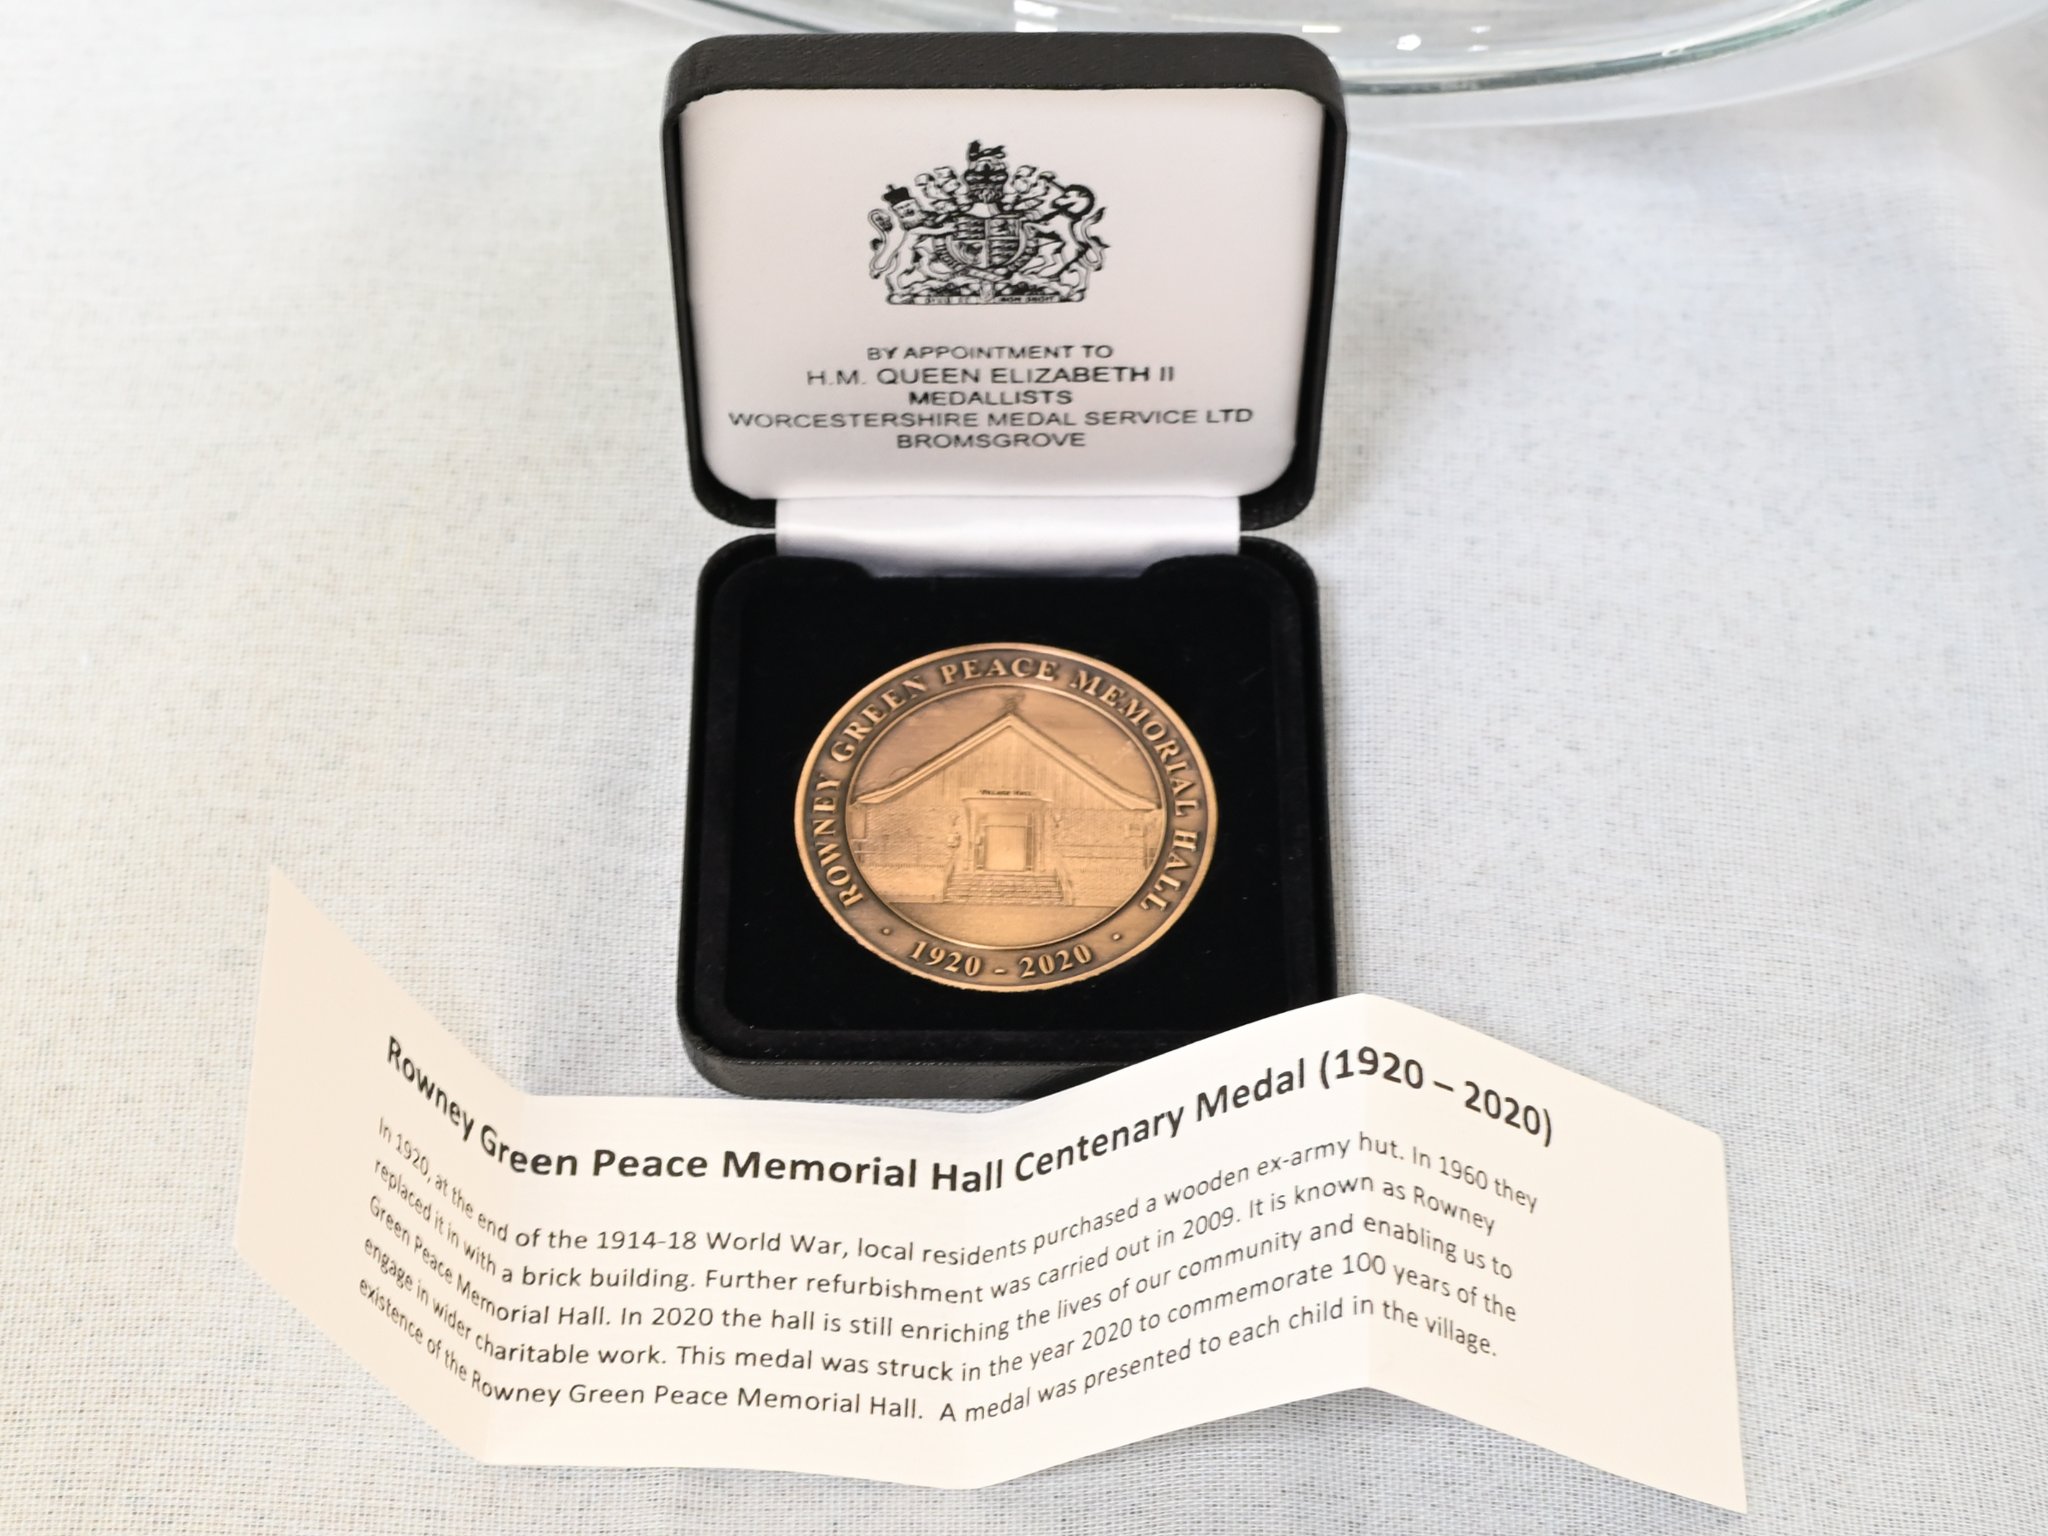 BY APPOINTMENT TO
H.M. QUEEN ELIZABETH II
MEDALLISTS
WORCESTERSHIRE MEDAL SERVICE LTD
BROMSGROVE
ROWNEY GREEN PEACE MEMORIAL HALL
VILLAGE HALL
· 1920 - 2020 ·
Rowney Green Peace Memorial Hall Centenary Medal (1920 – 2020)
In 1920, at the end of the 1914-18 World War, local residents purchased a wooden ex-army hut. In 1960 they
replaced it in with a brick building. Further refurbishment was carried out in 2009. It is known as Rowney
Green Peace Memorial Hall. In 2020 the hall is still enriching the lives of our community and enabling us to
engage in wider charitable work. This medal was struck in the year 2020 to commemorate 100 years of the
existence of the Rowney Green Peace Memorial Hall. A medal was presented to each child in the village.